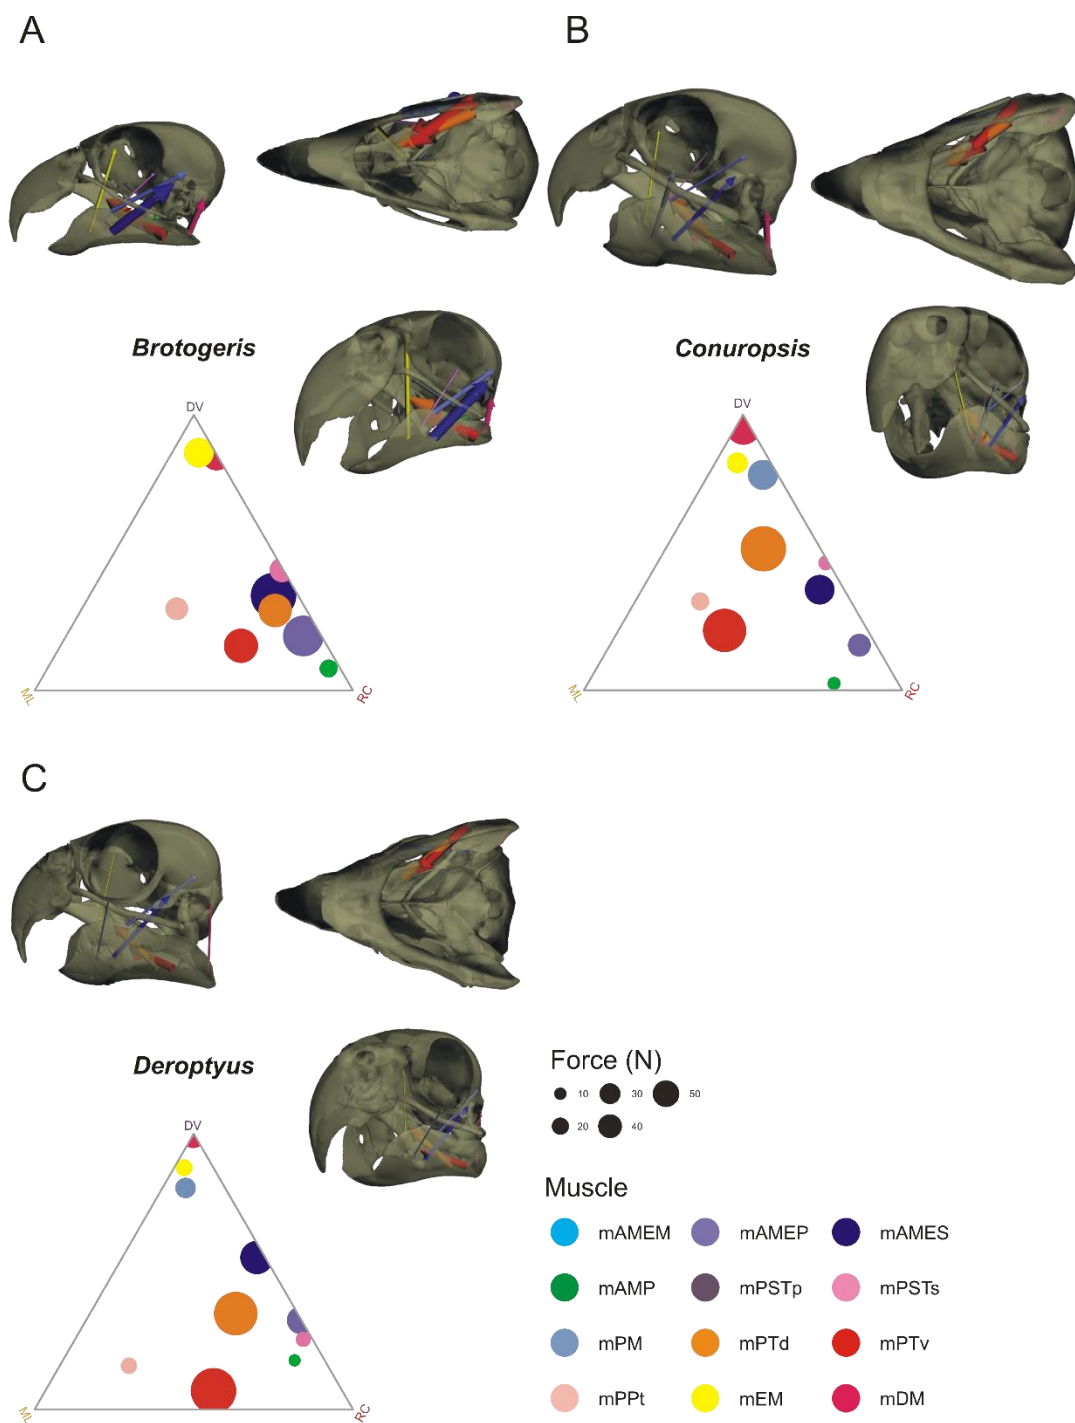 A
B
Brotogeris
Conuropsis
DV
ML
RC
DV
ML
RC
C
Deroptyus
DV
ML
RC
Force (N)
10 30 50
20 40
Muscle
mAMEM mAMEP mAMES
mAMP mPSTp mPSTs
mPM mPTd mPTv
mPPt mEM mDM